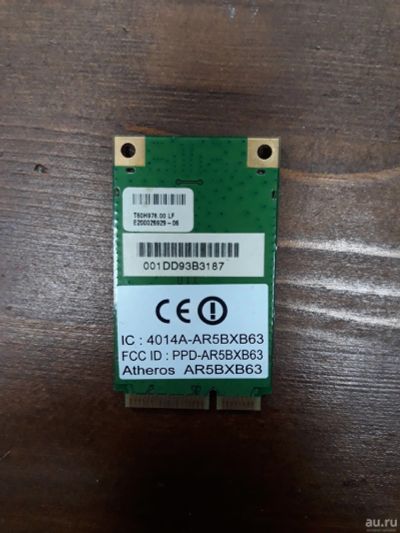 T60H976.00 LF
E200026929-06
001DD93B3187
CE
IC : 4014A-AR5BXB63
FCC ID : PPD-AR5BXB63
Atheros AR5BXB63
au.ru